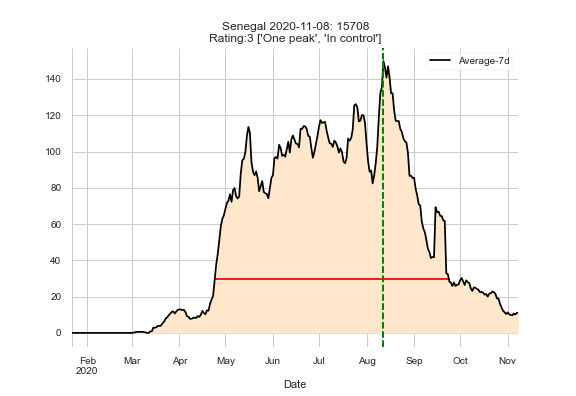 Senegal 2020-11-08: 15708
Rating:3 ['One peak', 'In control']
Average-7d
140
120
100
80
60
40
20
0
Feb Mar Apr May Jun Jul Aug Sep Oct Nov
2020
Date